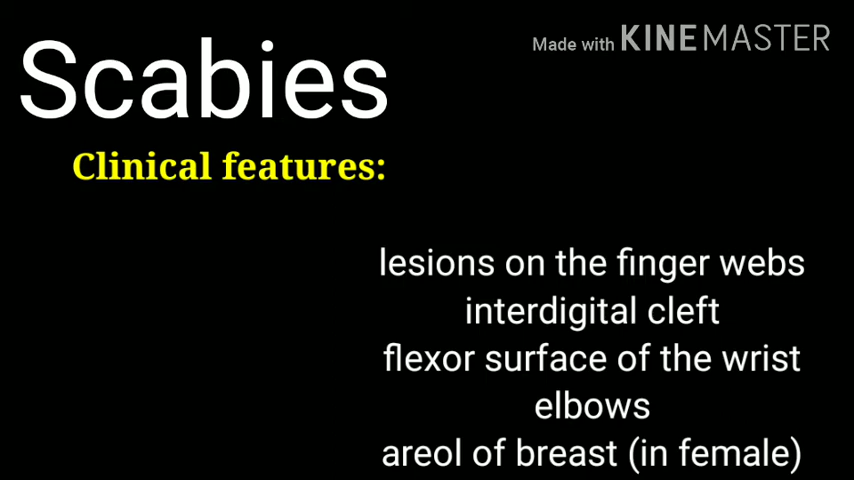 Made with KINEMASTER
Scabies
Clinical features:
lesions on the finger webs
interdigital cleft
flexor surface of the wrist
elbows
areol of breast (in female)